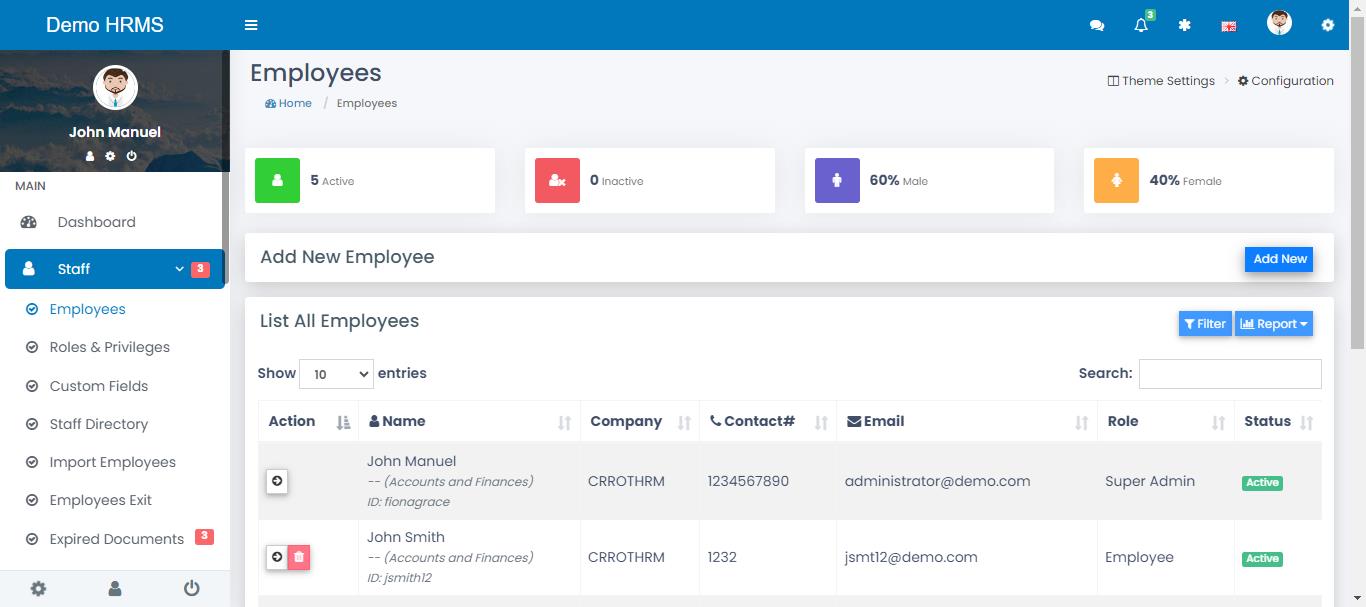 Demo HRMS
3
John Manuel
MAIN
Dashboard
Staff 3
Employees
Roles & Privileges
Custom Fields
Staff Directory
Import Employees
Employees Exit
Expired Documents 3
Employees
Home / Employees
Theme Settings > Configuration
5 Active
0 Inactive
60% Male
40% Female
Add New Employee
Add New
List All Employees
Filter Report
Show 10 entries
Search:
Action Name Company Contact# Email Role Status
John Manuel
-- (Accounts and Finances) CRROTHRM 1234567890 administrator@demo.com Super Admin Active
ID: fionagrace
John Smith
-- (Accounts and Finances) CRROTHRM 1232 jsmt12@demo.com Employee Active
ID: jsmith12